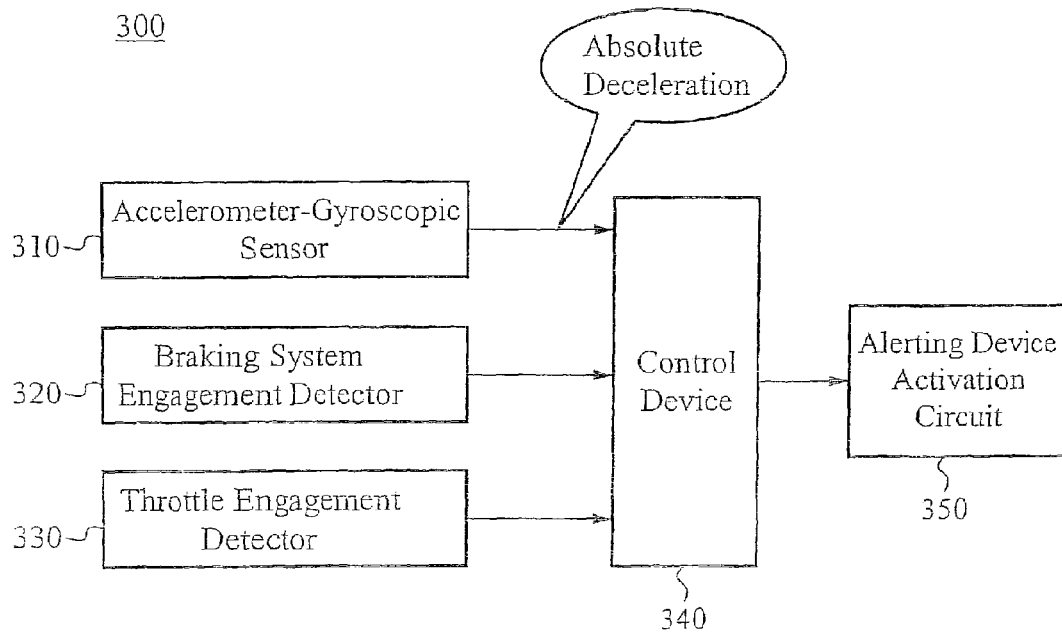 300
Absolute
Deceleration
Accelerometer-Gyroscopic
Sensor
310
Braking System
Engagement Detector
320
Throttle Engagement
Detector
330
Control
Device
340
Alerting Device
Activation
Circuit
350